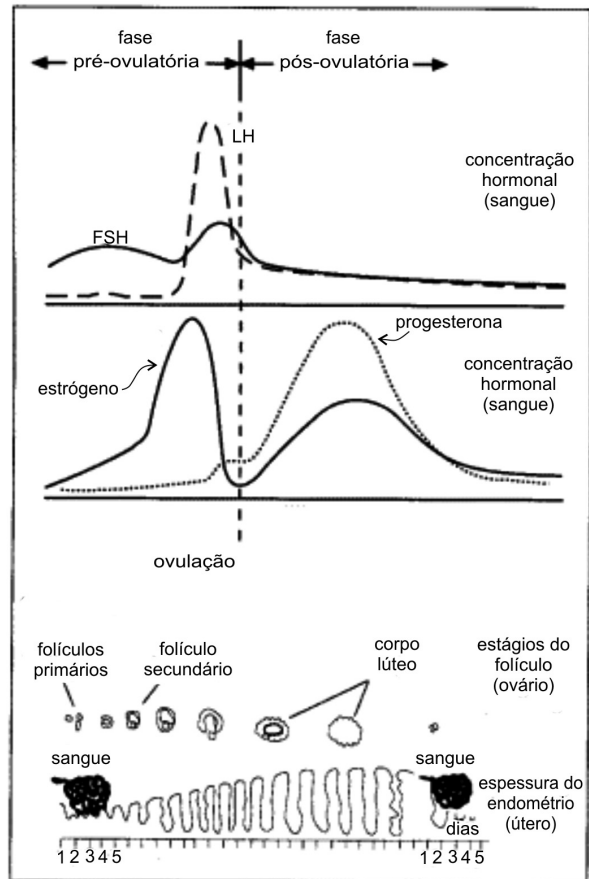 fase
pré-ovulatória
fase
pós-ovulatória
LH
FSH
concentração
hormonal
(sangue)
progesterona
estrógeno
concentração
hormonal
(sangue)
ovulação
folículos
primários
folículo
secundário
corpo
lúteo
estágios do
folículo
(ovário)
sangue
sangue
espessura do
endométrio
(útero)
dias
1 2 3 4 5
1 2 3 4 5